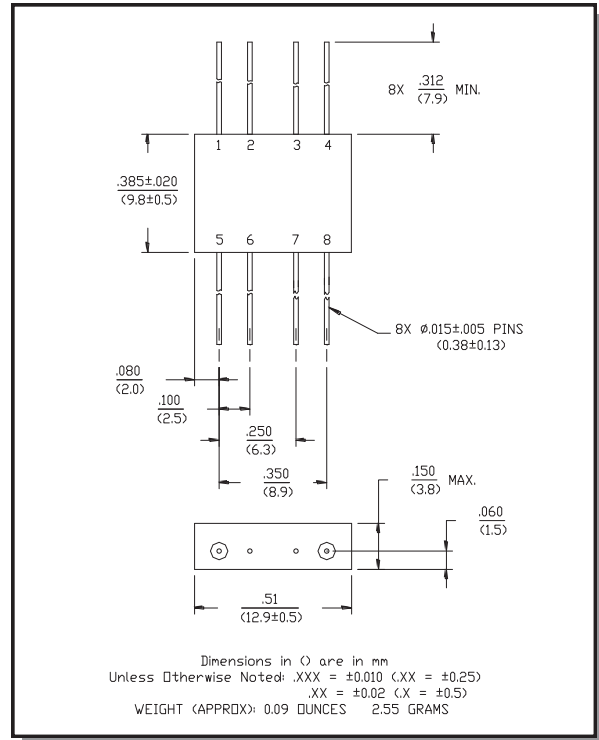 8X .312 MIN.
(7.9)
1 2 3 4
.385±.020
(9.8±0.5)
5 6 7 8
8X Ø.015±.005 PINS
(0.38±0.13)
.080
(2.0)
.100
(2.5)
.250
(6.3)
.350
(8.9)
.150 MAX.
(3.8)
.060
(1.5)
.51
(12.9±0.5)
Dimensions in () are in mm
Unless Otherwise Noted: .XXX = ±0.010 (.XX = ±0.25)
.XX = ±0.02 (.X = ±0.5)
WEIGHT (APPROX): 0.09 OUNCES 2.55 GRAMS